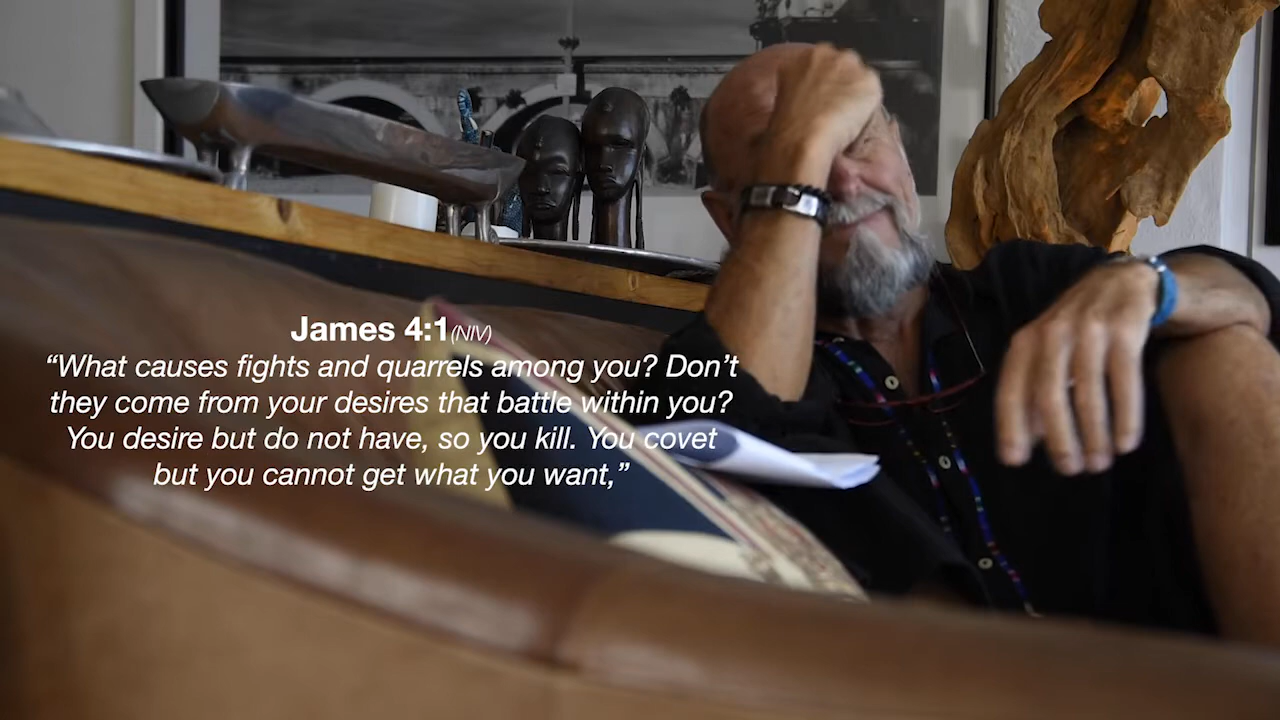 James 4:1(NIV)
“What causes fights and quarrels among you? Don’t
they come from your desires that battle within you?
You desire but do not have, so you kill. You covet
but you cannot get what you want,”